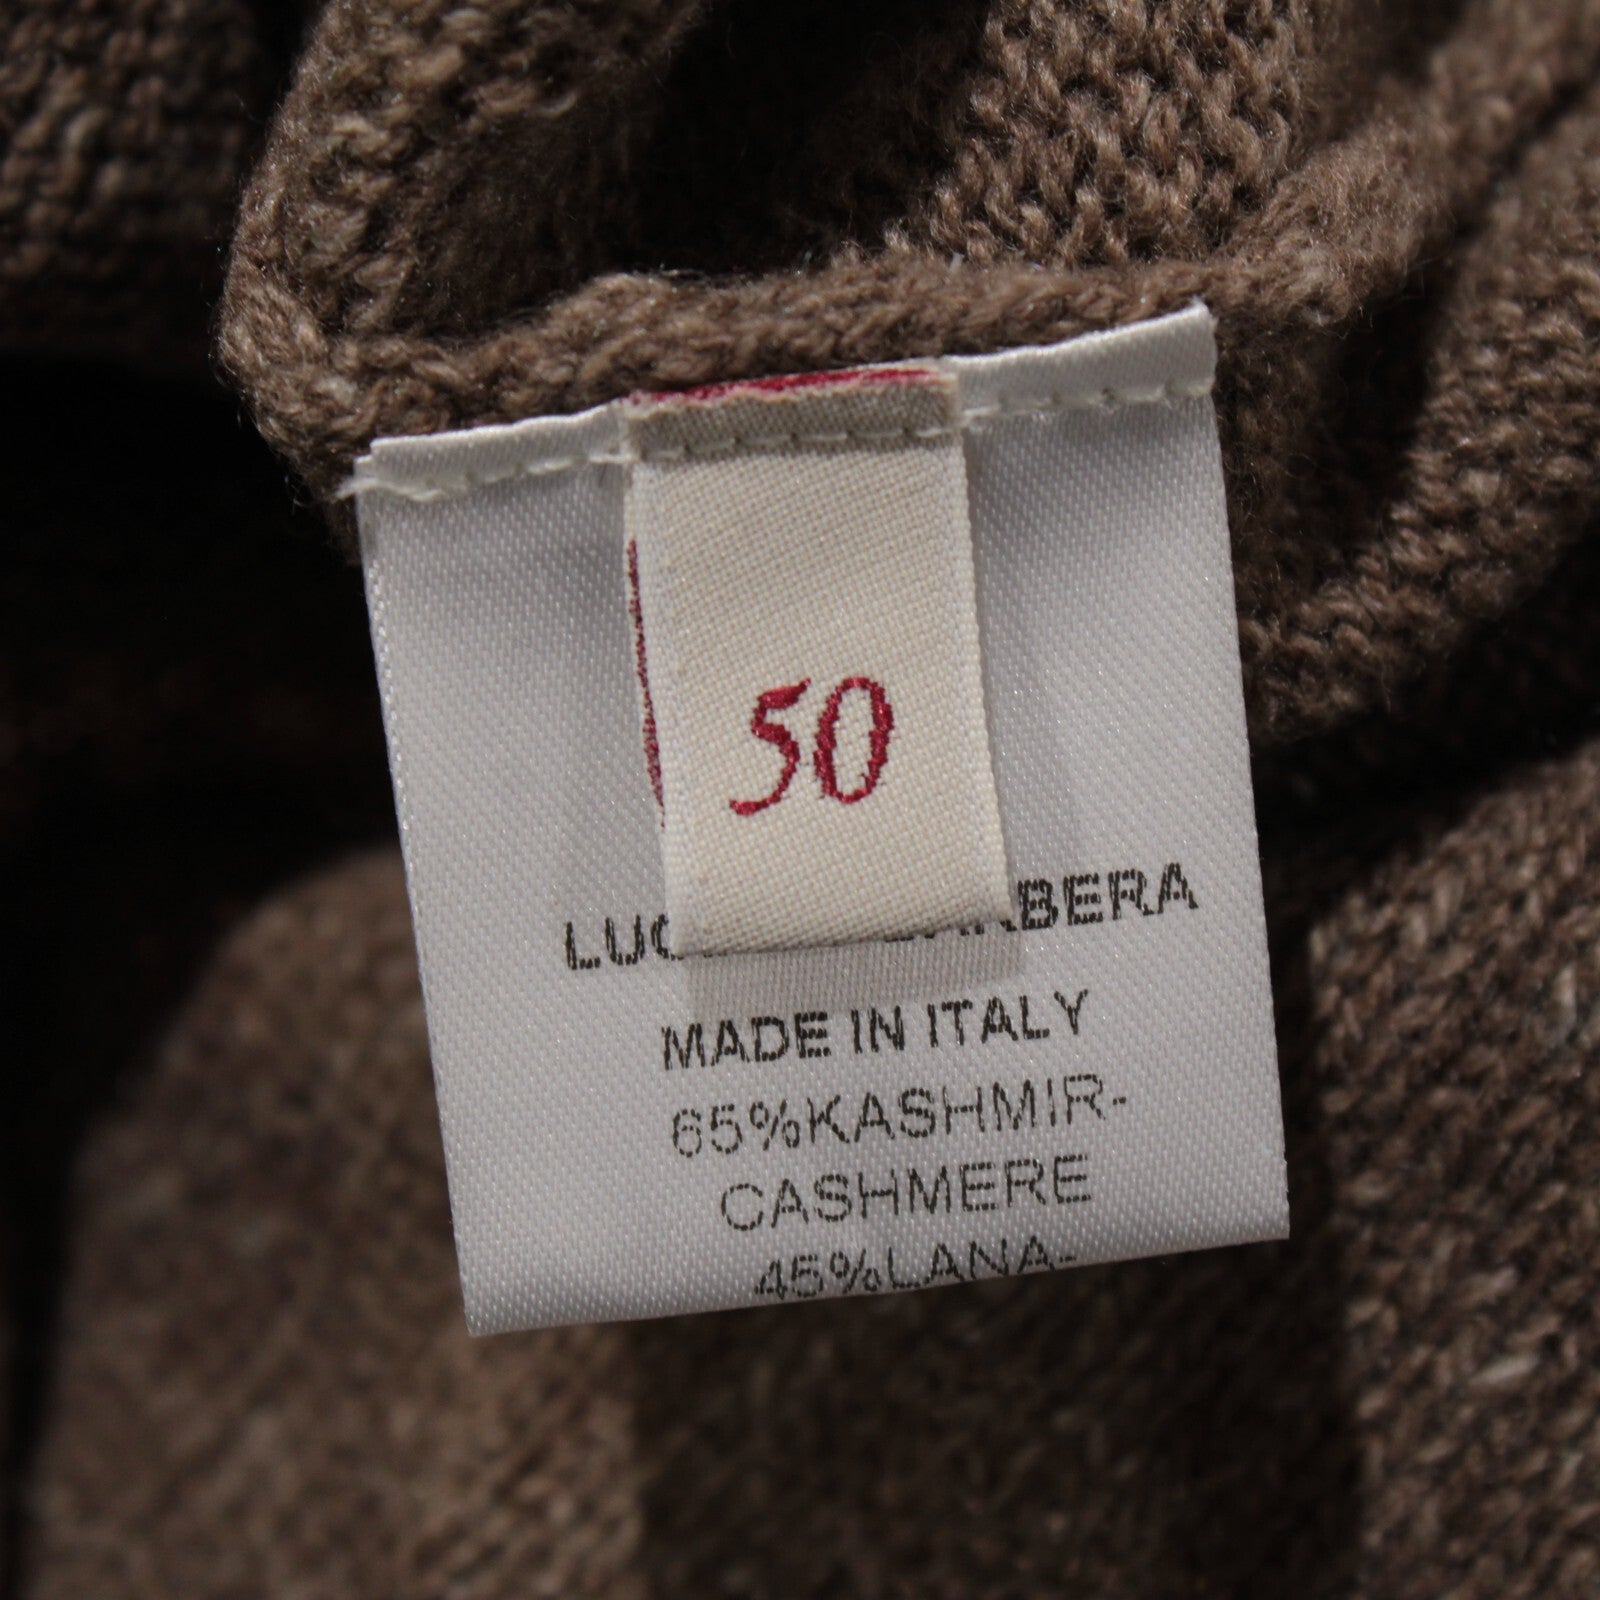 50
MADE IN ITALY
65%KASHMIR-
CASHMERE
45%LANA-